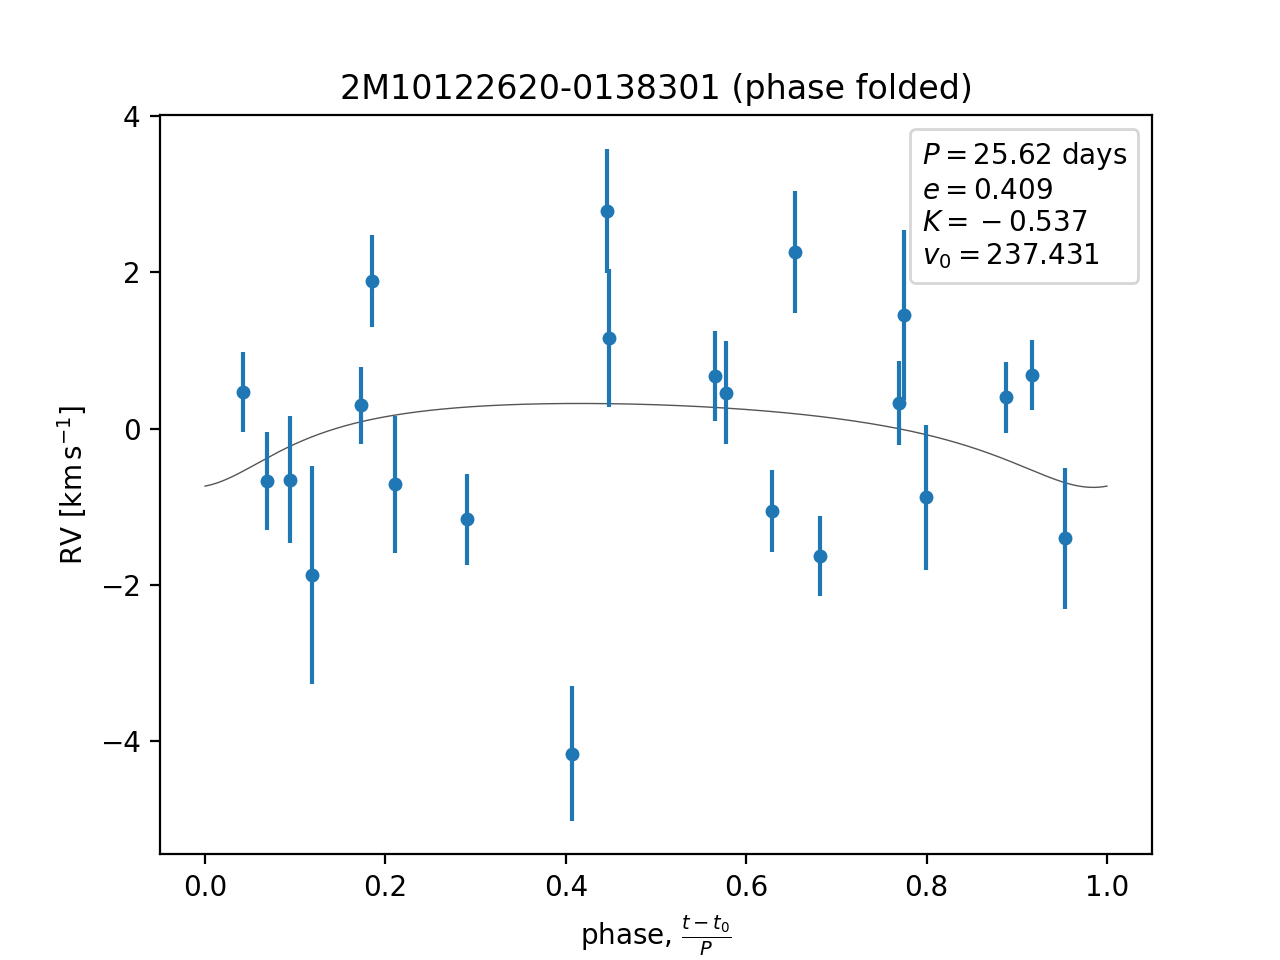 2M10122620-0138301 (phase folded)
P = 25.62 days
e = 0.409
K = −0.537
v₀ = 237.431
RV [km s⁻¹]
4
2
0
−2
−4
0.0 0.2 0.4 0.6 0.8 1.0
phase, (t − t₀)/P